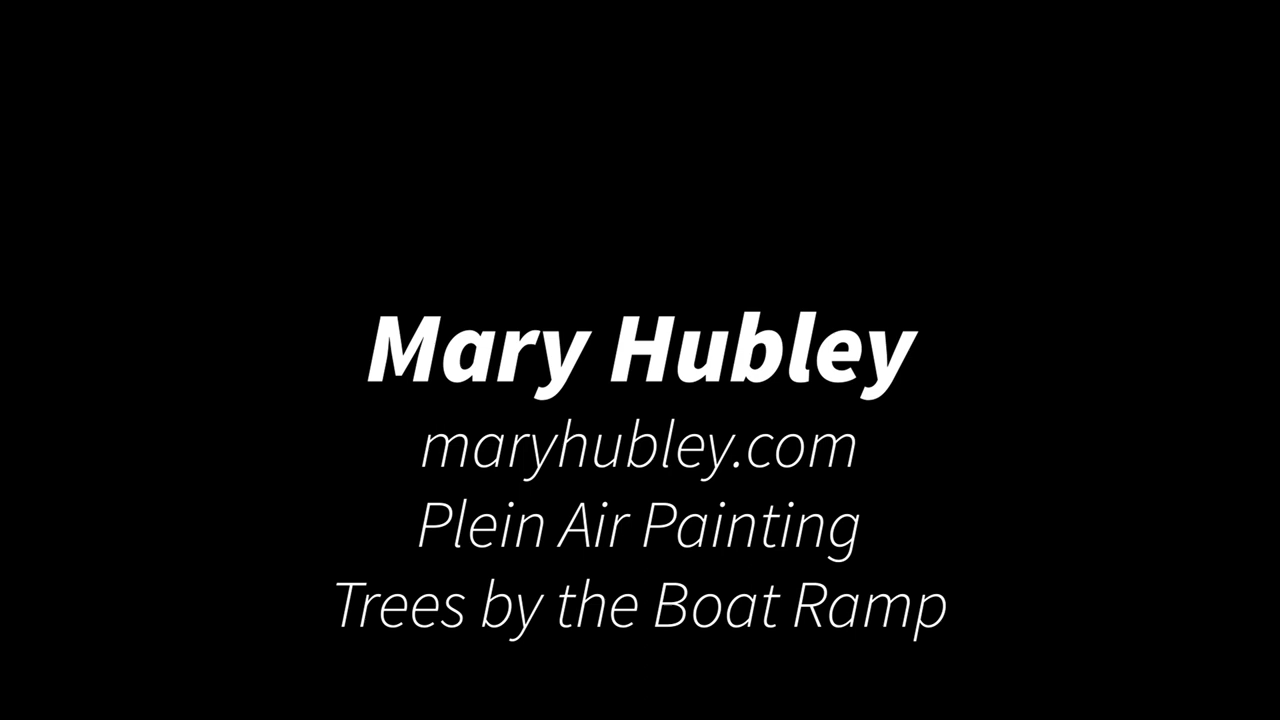 Mary Hubley
maryhubley.com
Plein Air Painting
Trees by the Boat Ramp